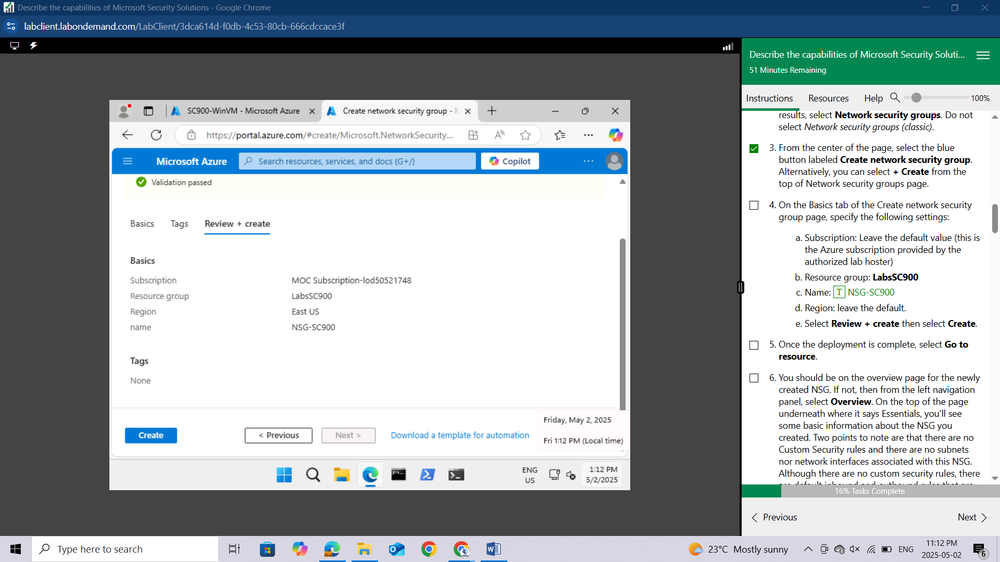 Describe the capabilities of Microsoft Security Solutions - Google Chrome
labclient.labondemand.com/LabClient/3dca614d-f0db-4c53-80cb-666cdccace3f
SC900-WinVM - Microsoft Azure
Create network security group -
https://portal.azure.com/#create/Microsoft.NetworkSecurity...
Microsoft Azure
Search resources, services, and docs (G+/)
Copilot
Validation passed
Basics Tags Review + create
Basics
Subscription MOC Subscription-lod50521748
Resource group LabsSC900
Region East US
name NSG-SC900
Tags
None
Create
< Previous
Next >
Download a template for automation
Friday, May 2, 2025
Fri 1:12 PM (Local time)
ENG
US
1:12 PM
5/2/2025
Describe the capabilities of Microsoft Security Soluti...
51 Minutes Remaining
Instructions Resources Help 100%
results, select Network security groups. Do not
select Network security groups (classic).
3. From the center of the page, select the blue
button labeled Create network security group.
Alternatively, you can select + Create from the
top of Network security groups page.
4. On the Basics tab of the Create network security
group page, specify the following settings:
a. Subscription: Leave the default value (this is
the Azure subscription provided by the
authorized lab hoster)
b. Resource group: LabsSC900
c. Name: T NSG-SC900
d. Region: leave the default.
e. Select Review + create then select Create.
5. Once the deployment is complete, select Go to
resource.
6. You should be on the overview page for the newly
created NSG. If not, then from the left navigation
panel, select Overview. On the top of the page
underneath where it says Essentials, you'll see
some basic information about the NSG you
created. Two points to note are that there are no
Custom Security rules and there are no subnets
nor network interfaces associated with this NSG.
Although there are no custom security rules, there
are default inbound and outbound rules that are
16% Tasks Complete
Previous
Next
Type here to search
23°C Mostly sunny
ENG
11:12 PM
2025-05-02
6